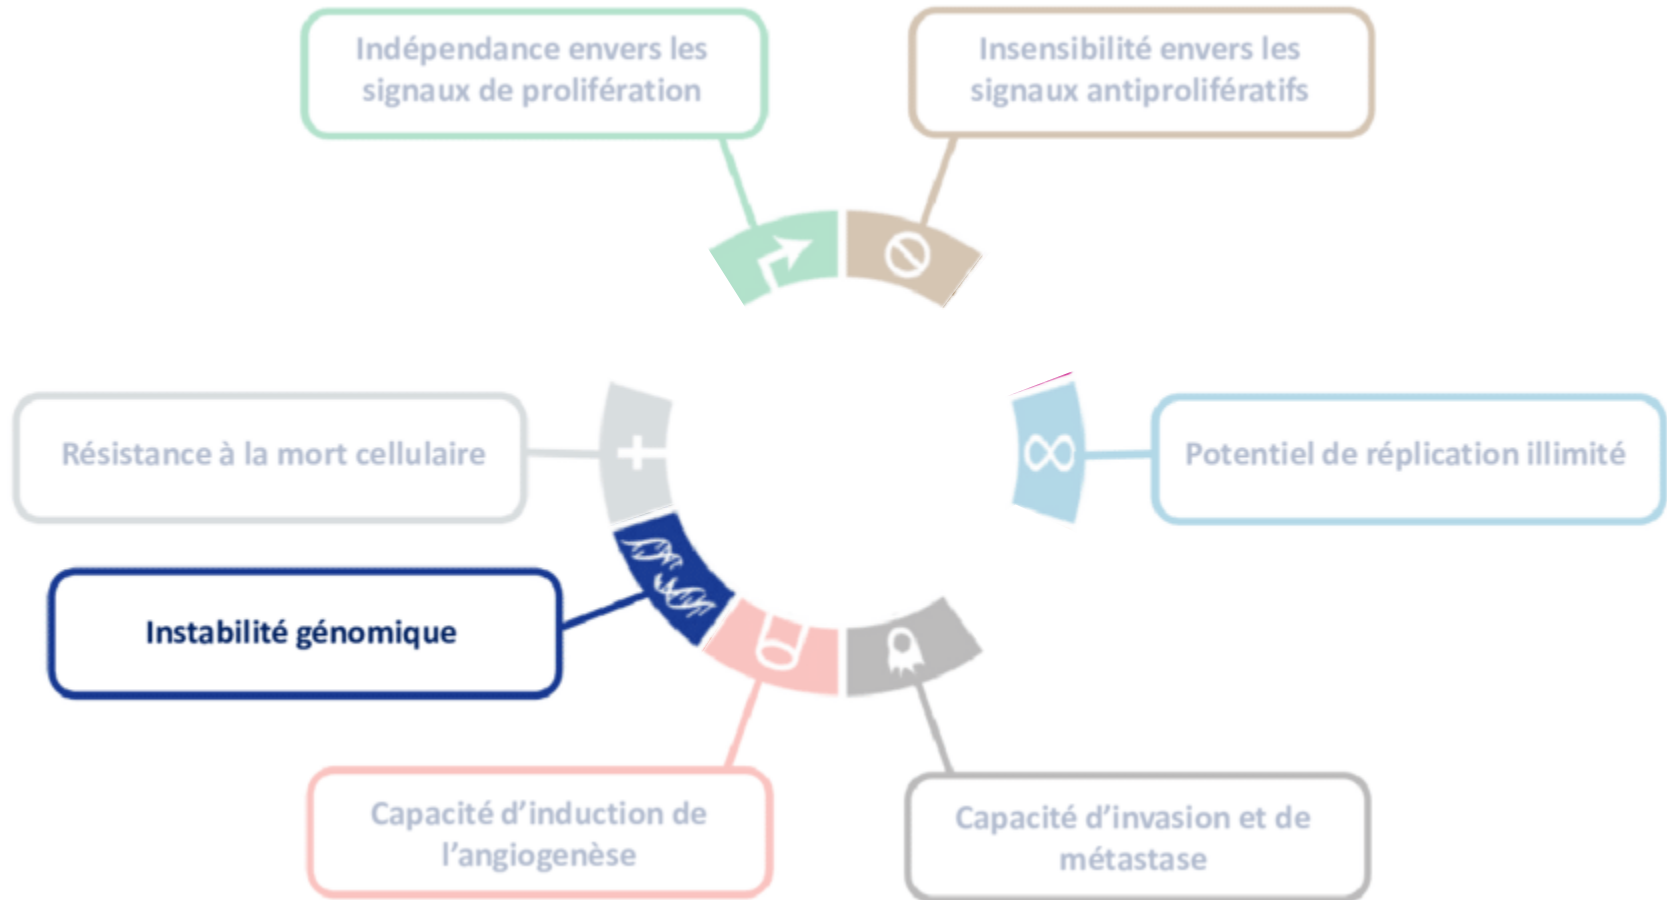 Indépendance envers les
signaux de prolifération
Insensibilité envers les
signaux antiprolifératifs
Résistance à la mort cellulaire
Potentiel de réplication illimité
Instabilité génomique
Capacité d’induction de
l’angiogenèse
Capacité d’invasion et de
métastase